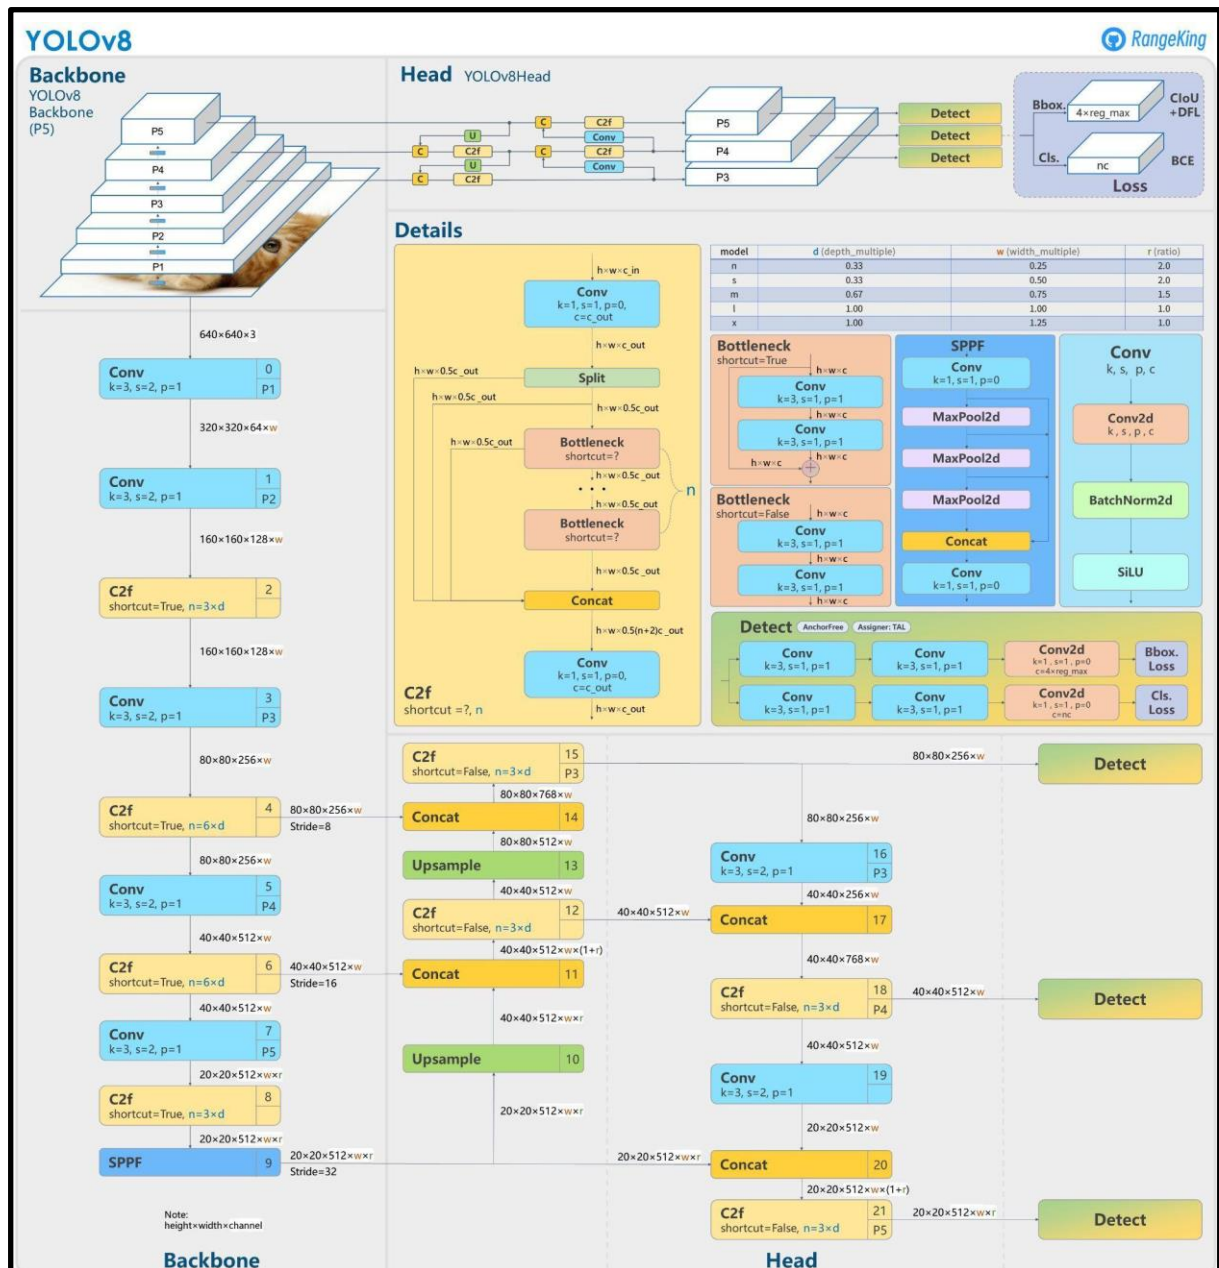 YOLOv8
RangeKing
Backbone
YOLOv8
Backbone
(P5)
P5
P4
P3
P2
P1
Head YOLOv8Head
C
C2f
U
Conv
C
C2f
C
C2f
U
Conv
C
C2f
P5
P4
P3
Detect
Detect
Detect
Bbox.
4×reg_max
CIoU
+DFL
Cls.
nc
BCE
Loss
Details
h×w×c_in
Conv
k=1, s=1, p=0,
c=c_out
h×w×c_out
h×w×0.5c_out
Split
h×w×0.5c_out
h×w×0.5c_out
h×w×0.5c_out
Bottleneck
shortcut=?
h×w×0.5c_out
. . .
n
h×w×0.5c_out
Bottleneck
shortcut=?
h×w×0.5c_out
Concat
h×w×0.5(n+2)c_out
Conv
k=1, s=1, p=0,
c=c_out
h×w×c_out
C2f
shortcut =?, n
model d (depth_multiple) w (width_multiple) r (ratio)
n 0.33 0.25 2.0
s 0.33 0.50 2.0
m 0.67 0.75 1.5
l 1.00 1.00 1.0
x 1.00 1.25 1.0
Bottleneck
shortcut=True
h×w×c
Conv
k=3, s=1, p=1
h×w×c
Conv
k=3, s=1, p=1
h×w×c
h×w×c
+
Bottleneck
shortcut=False
h×w×c
Conv
k=3, s=1, p=1
h×w×c
Conv
k=3, s=1, p=1
h×w×c
SPPF
Conv
k=1, s=1, p=0
MaxPool2d
MaxPool2d
MaxPool2d
Concat
Conv
k=1, s=1, p=0
Conv
k, s, p, c
Conv2d
k, s, p, c
BatchNorm2d
SiLU
Detect AnchorFree Assigner: TAL
Conv
k=3, s=1, p=1
Conv
k=3, s=1, p=1
Conv2d
k=1, s=1, p=0
c=4×reg_max
Bbox.
Loss
Conv
k=3, s=1, p=1
Conv
k=3, s=1, p=1
Conv2d
k=1, s=1, p=0
c=nc
Cls.
Loss
640×640×3
Conv 0
k=3, s=2, p=1 P1
320×320×64×w
Conv 1
k=3, s=2, p=1 P2
160×160×128×w
C2f 2
shortcut=True, n=3×d
160×160×128×w
Conv 3
k=3, s=2, p=1 P3
80×80×256×w
C2f 4
shortcut=True, n=6×d
80×80×256×w
Stride=8
80×80×256×w
Conv 5
k=3, s=2, p=1 P4
40×40×512×w
C2f 6
shortcut=True, n=6×d
40×40×512×w
Stride=16
40×40×512×w
Conv 7
k=3, s=2, p=1 P5
20×20×512×w×r
C2f 8
shortcut=True, n=3×d
20×20×512×w×r
SPPF 9
20×20×512×w×r
Stride=32
Note:
height×width×channel
Backbone
C2f 15
shortcut=False, n=3×d P3
80×80×768×w
Concat 14
80×80×512×w
Upsample 13
40×40×512×w
C2f 12
shortcut=False, n=3×d
40×40×512×w
40×40×512×w×(1+r)
Concat 11
40×40×512×w×r
Upsample 10
20×20×512×w×r
80×80×256×w
Detect
80×80×256×w
Conv 16
k=3, s=2, p=1 P3
40×40×256×w
Concat 17
40×40×768×w
C2f 18
shortcut=False, n=3×d P4
40×40×512×w
Detect
40×40×512×w
Conv 19
k=3, s=2, p=1
20×20×512×w
20×20×512×w×r
Concat 20
20×20×512×w×(1+r)
C2f 21
shortcut=False, n=3×d P5
20×20×512×w×r
Detect
Head